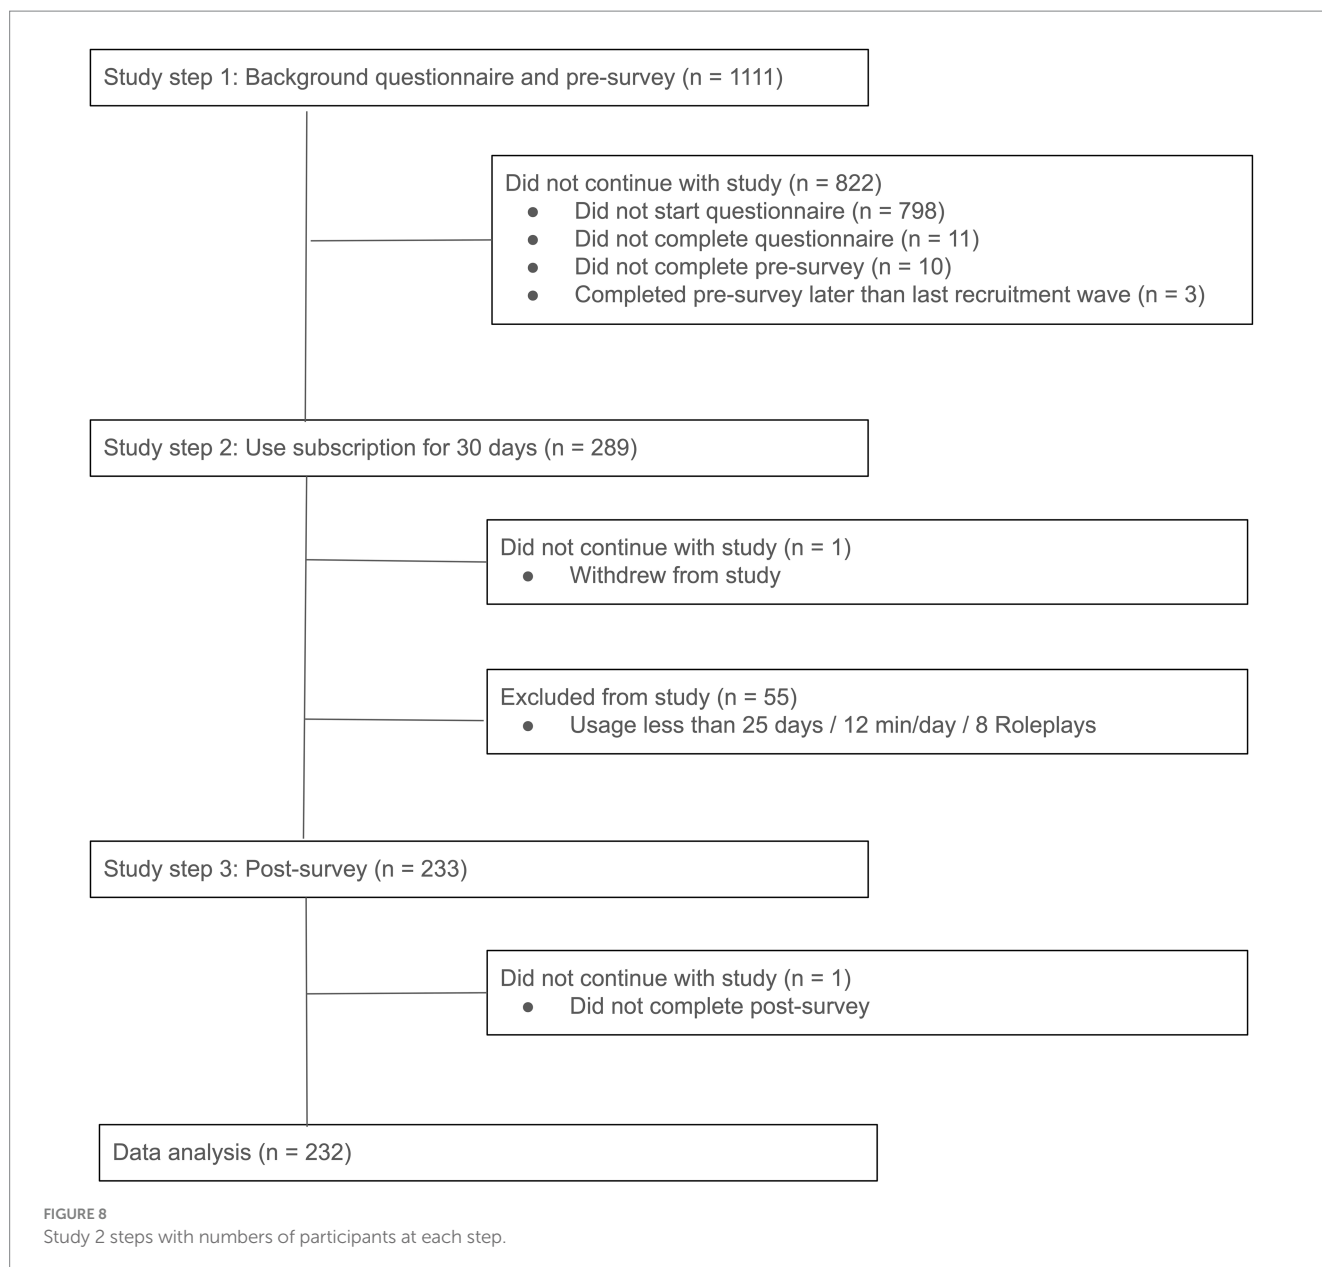 Study step 1: Background questionnaire and pre-survey (n = 1111)
Did not continue with study (n = 822)
● Did not start questionnaire (n = 798)
● Did not complete questionnaire (n = 11)
● Did not complete pre-survey (n = 10)
● Completed pre-survey later than last recruitment wave (n = 3)
Study step 2: Use subscription for 30 days (n = 289)
Did not continue with study (n = 1)
● Withdrew from study
Excluded from study (n = 55)
● Usage less than 25 days / 12 min/day / 8 Roleplays
Study step 3: Post-survey (n = 233)
Did not continue with study (n = 1)
● Did not complete post-survey
Data analysis (n = 232)
FIGURE 8
Study 2 steps with numbers of participants at each step.